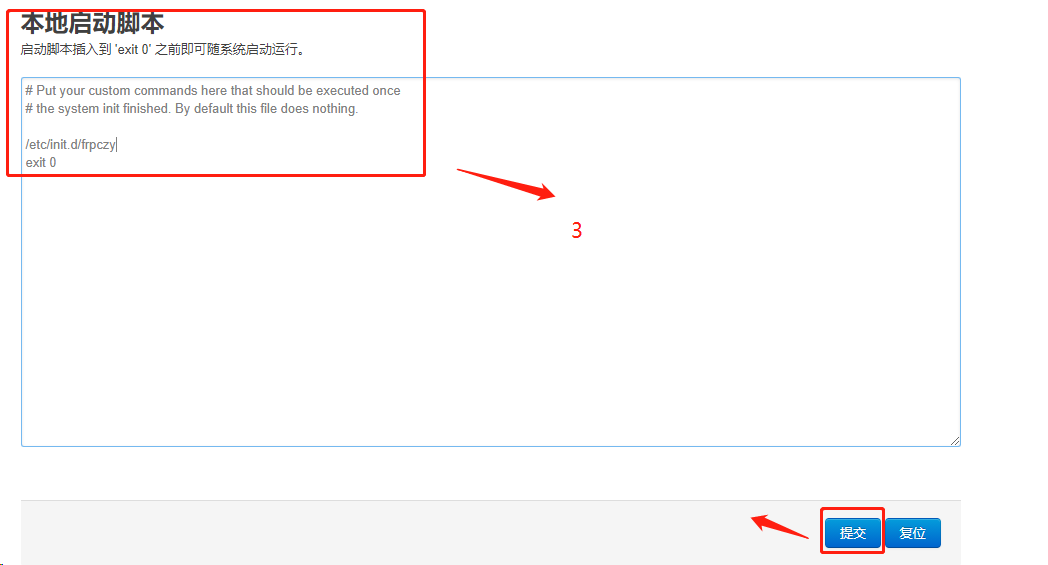 本地启动脚本
启动脚本插入到 'exit 0' 之前即可随系统启动运行。
# Put your custom commands here that should be executed once
# the system init finished. By default this file does nothing.
/etc/init.d/frpczy
exit 0
3
提交 复位